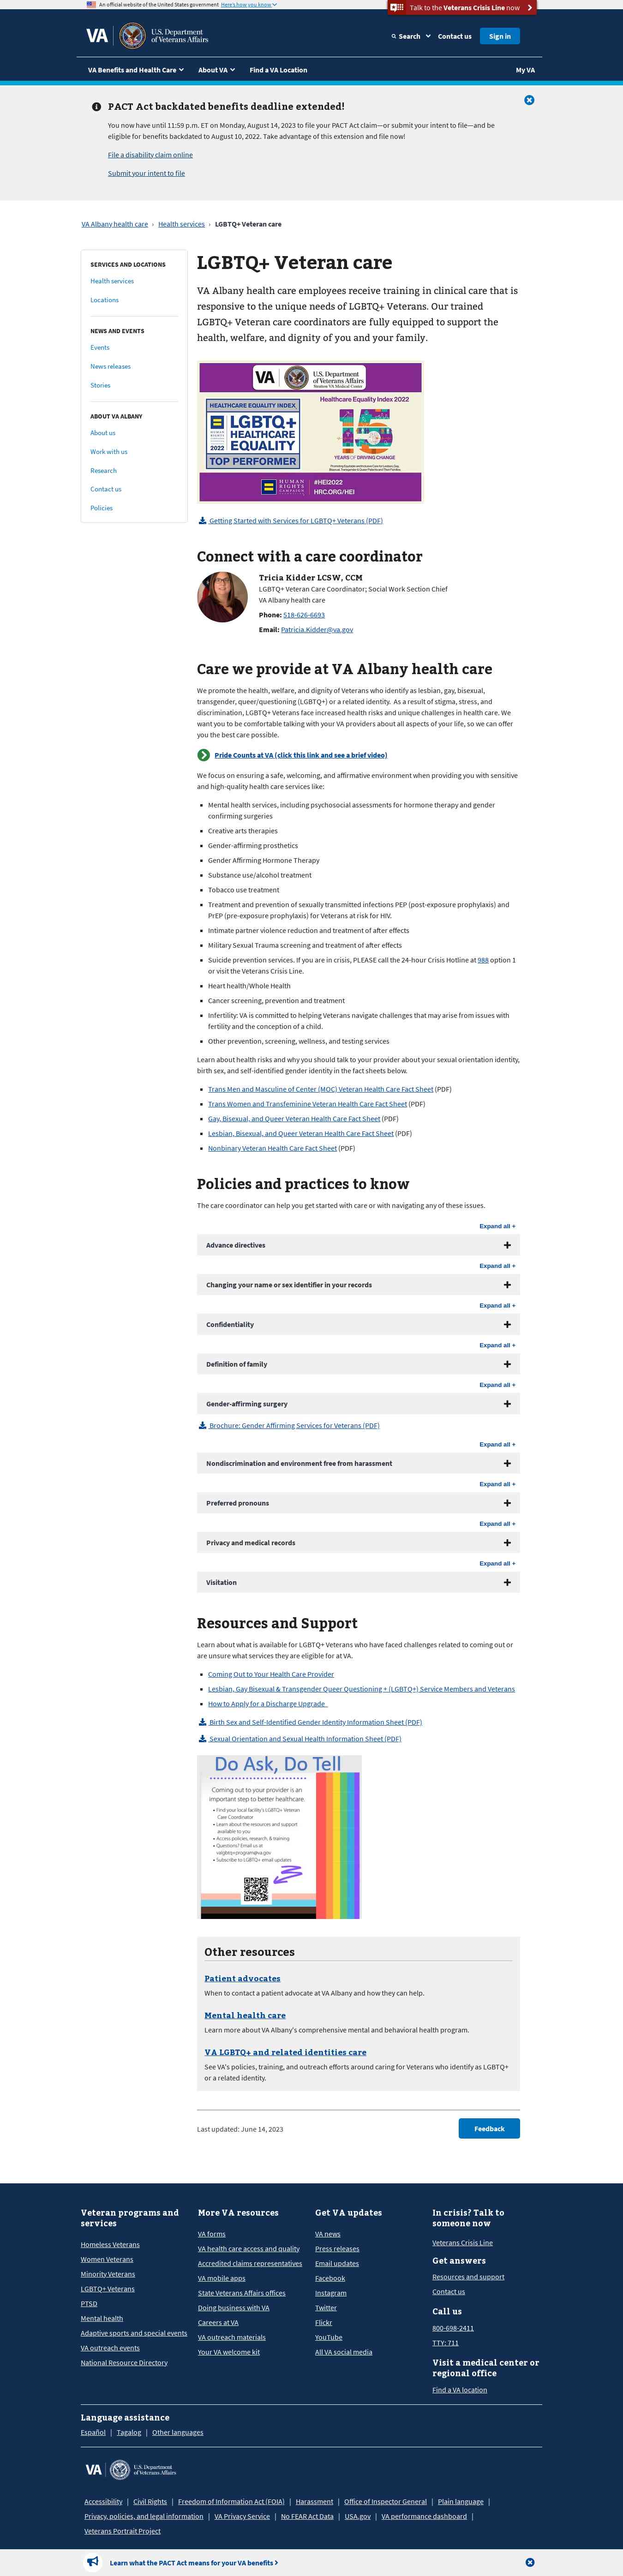 An official website of the United States government Here's how you know
Talk to the Veterans Crisis Line now
VA
U.S. Department
of Veterans Affairs
Search
Contact us
Sign in
VA Benefits and Health Care
About VA
Find a VA Location
My VA
PACT Act backdated benefits deadline extended!
You now have until 11:59 p.m. ET on Monday, August 14, 2023 to file your PACT Act claim—or submit your intent to file—and be
eligible for benefits backdated to August 10, 2022. Take advantage of this extension and file now!
File a disability claim online
Submit your intent to file
VA Albany health care › Health services › LGBTQ+ Veteran care
SERVICES AND LOCATIONS
Health services
Locations
NEWS AND EVENTS
Events
News releases
Stories
ABOUT VA ALBANY
About us
Work with us
Research
Contact us
Policies
LGBTQ+ Veteran care
VA Albany health care employees receive training in clinical care that is
responsive to the unique needs of LGBTQ+ Veterans. Our trained
LGBTQ+ Veteran care coordinators are fully equipped to support the
health, welfare, and dignity of you and your family.
VA
U.S. Department
of Veterans Affairs
HEALTHCARE EQUALITY INDEX
LGBTQ+
HEALTHCARE
EQUALITY
TOP PERFORMER
Healthcare Equality Index 2022
15
YEARS OF DRIVING CHANGE
HUMAN
RIGHTS
CAMPAIGN
#HEI2022
HRC.ORG/HEI
Getting Started with Services for LGBTQ+ Veterans (PDF)
Connect with a care coordinator
Tricia Kidder LCSW, CCM
LGBTQ+ Veteran Care Coordinator; Social Work Section Chief
VA Albany health care
Phone: 518-626-6693
Email: Patricia.Kidder@va.gov
Care we provide at VA Albany health care
We promote the health, welfare, and dignity of Veterans who identify as lesbian, gay, bisexual,
transgender, queer/questioning (LGBTQ+) or a related identity. As a result of stigma, stress, and
discrimination, LGBTQ+ Veterans face increased health risks and unique challenges in health care. We
want you to be comfortable talking with your VA providers about all aspects of your life, so we can offer
you the best care possible.
Pride Counts at VA (click this link and see a brief video)
We focus on ensuring a safe, welcoming, and affirmative environment when providing you with sensitive
and high-quality health care services like:
Mental health services, including psychosocial assessments for hormone therapy and gender
confirming surgeries
Creative arts therapies
Gender-affirming prosthetics
Gender Affirming Hormone Therapy
Substance use/alcohol treatment
Tobacco use treatment
Treatment and prevention of sexually transmitted infections PEP (post-exposure prophylaxis) and
PrEP (pre-exposure prophylaxis) for Veterans at risk for HIV.
Intimate partner violence reduction and treatment of after effects
Military Sexual Trauma screening and treatment of after effects
Suicide prevention services. If you are in crisis, PLEASE call the 24-hour Crisis Hotline at 988 option 1
or visit the Veterans Crisis Line.
Heart health/Whole Health
Cancer screening, prevention and treatment
Infertility: VA is committed to helping Veterans navigate challenges that may arise from issues with
fertility and the conception of a child.
Other prevention, screening, wellness, and testing services
Learn about health risks and why you should talk to your provider about your sexual orientation identity,
birth sex, and self-identified gender identity in the fact sheets below.
Trans Men and Masculine of Center (MOC) Veteran Health Care Fact Sheet (PDF)
Trans Women and Transfeminine Veteran Health Care Fact Sheet (PDF)
Gay, Bisexual, and Queer Veteran Health Care Fact Sheet (PDF)
Lesbian, Bisexual, and Queer Veteran Health Care Fact Sheet (PDF)
Nonbinary Veteran Health Care Fact Sheet (PDF)
Policies and practices to know
The care coordinator can help you get started with care or with navigating any of these issues.
Expand all +
Advance directives
Expand all +
Changing your name or sex identifier in your records
Expand all +
Confidentiality
Expand all +
Definition of family
Expand all +
Gender-affirming surgery
Brochure: Gender Affirming Services for Veterans (PDF)
Expand all +
Nondiscrimination and environment free from harassment
Expand all +
Preferred pronouns
Expand all +
Privacy and medical records
Expand all +
Visitation
Resources and Support
Learn about what is available for LGBTQ+ Veterans who have faced challenges related to coming out or
are unsure what services they are eligible for at VA.
Coming Out to Your Health Care Provider
Lesbian, Gay Bisexual & Transgender Queer Questioning + (LGBTQ+) Service Members and Veterans
How to Apply for a Discharge Upgrade
Birth Sex and Self-Identified Gender Identity Information Sheet (PDF)
Sexual Orientation and Sexual Health Information Sheet (PDF)
Do Ask, Do Tell
Coming out to your provider is an
important step to better healthcare.
• Find your local facility's LGBTQ+ Veteran
Care Coordinator
• Learn about the resources and support
available to you
• Access policies, research, & training
• Questions? Email us at
valgbtqprogram@va.gov
• Subscribe to LGBTQ+ email updates
Other resources
Patient advocates
When to contact a patient advocate at VA Albany and how they can help.
Mental health care
Learn more about VA Albany's comprehensive mental and behavioral health program.
VA LGBTQ+ and related identities care
See VA's policies, training, and outreach efforts around caring for Veterans who identify as LGBTQ+
or a related identity.
Last updated: June 14, 2023
Feedback
Veteran programs and
services
Homeless Veterans
Women Veterans
Minority Veterans
LGBTQ+ Veterans
PTSD
Mental health
Adaptive sports and special events
VA outreach events
National Resource Directory
More VA resources
VA forms
VA health care access and quality
Accredited claims representatives
VA mobile apps
State Veterans Affairs offices
Doing business with VA
Careers at VA
VA outreach materials
Your VA welcome kit
Get VA updates
VA news
Press releases
Email updates
Facebook
Instagram
Twitter
Flickr
YouTube
All VA social media
In crisis? Talk to
someone now
Veterans Crisis Line
Get answers
Resources and support
Contact us
Call us
800-698-2411
TTY: 711
Visit a medical center or
regional office
Find a VA location
Language assistance
Español | Tagalog | Other languages
VA
U.S. Department
of Veterans Affairs
Accessibility | Civil Rights | Freedom of Information Act (FOIA) | Harassment | Office of Inspector General | Plain language |
Privacy, policies, and legal information | VA Privacy Service | No FEAR Act Data | USA.gov | VA performance dashboard |
Veterans Portrait Project
Learn what the PACT Act means for your VA benefits